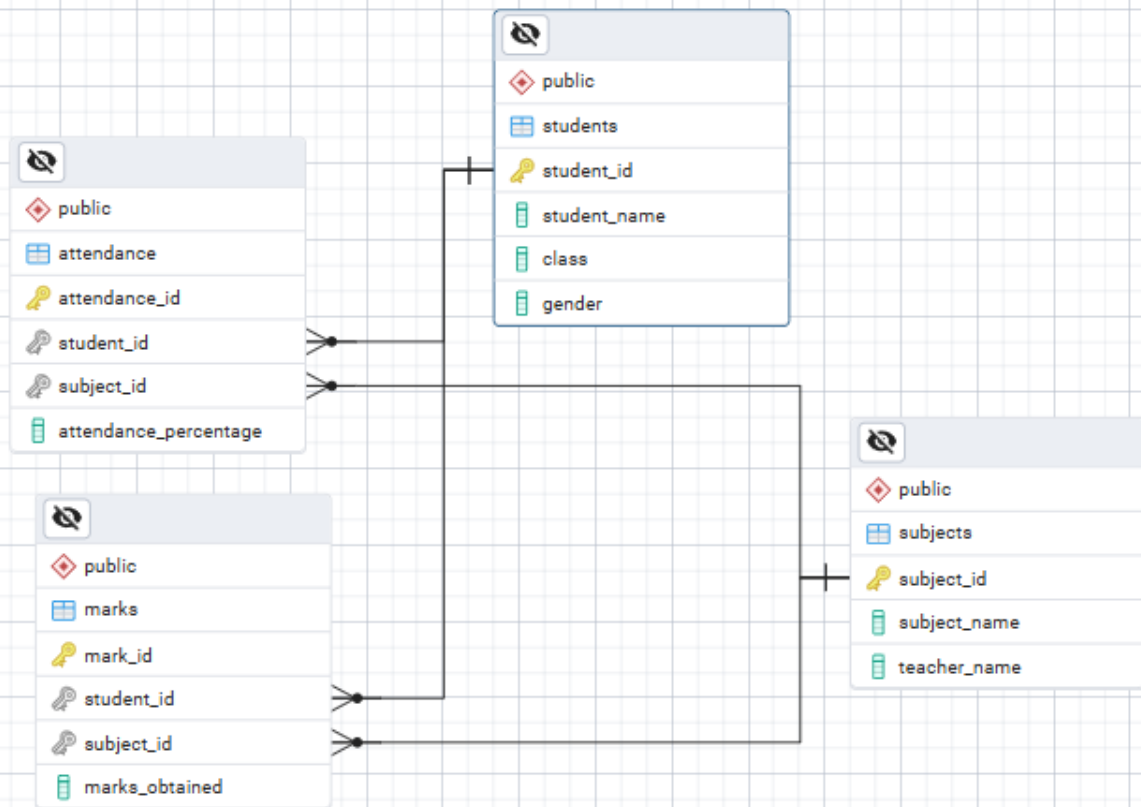 public
students
student_id
student_name
class
gender
public
attendance
attendance_id
student_id
subject_id
attendance_percentage
public
subjects
subject_id
subject_name
teacher_name
public
marks
mark_id
student_id
subject_id
marks_obtained